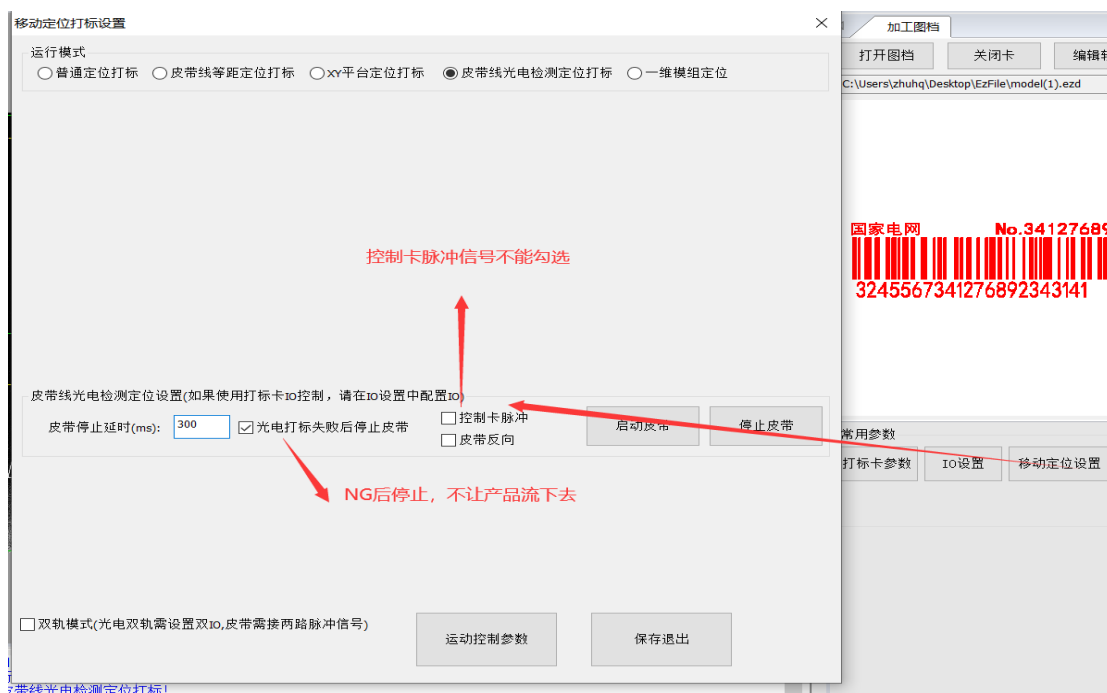 移动定位打标设置
运行模式
普通定位打标 皮带线等距定位打标 XY平台定位打标 皮带线光电检测定位打标 一维模组定位
控制卡脉冲信号不能勾选
皮带线光电检测定位设置(如果使用打标卡IO控制，请在IO设置中配置IO)
皮带停止延时(ms): 300 光电打标失败后停止皮带 控制卡脉冲 启动皮带 停止皮带
皮带反向
NG后停止，不让产品流下去
双轨模式(光电双轨需设置双IO,皮带需接两路脉冲信号)
运动控制参数 保存退出
皮带线光电检测定位打标!
加工图档
打开图档 关闭卡 编辑
C:\Users\zhuhq\Desktop\EzFile\model(1).ezd
国家电网 No.34127689
3245567341276892343141
常用参数
打标卡参数 IO设置 移动定位设置